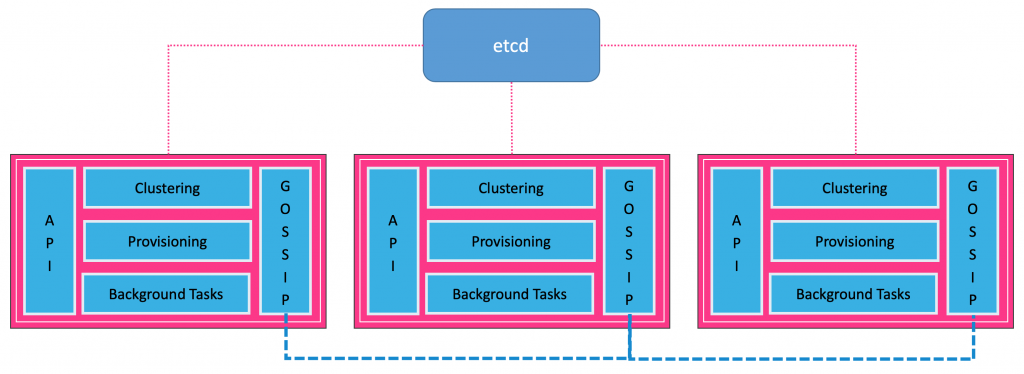 etcd
API
Clustering
Provisioning
Background Tasks
GOSSIP
API
Clustering
Provisioning
Background Tasks
GOSSIP
API
Clustering
Provisioning
Background Tasks
GOSSIP